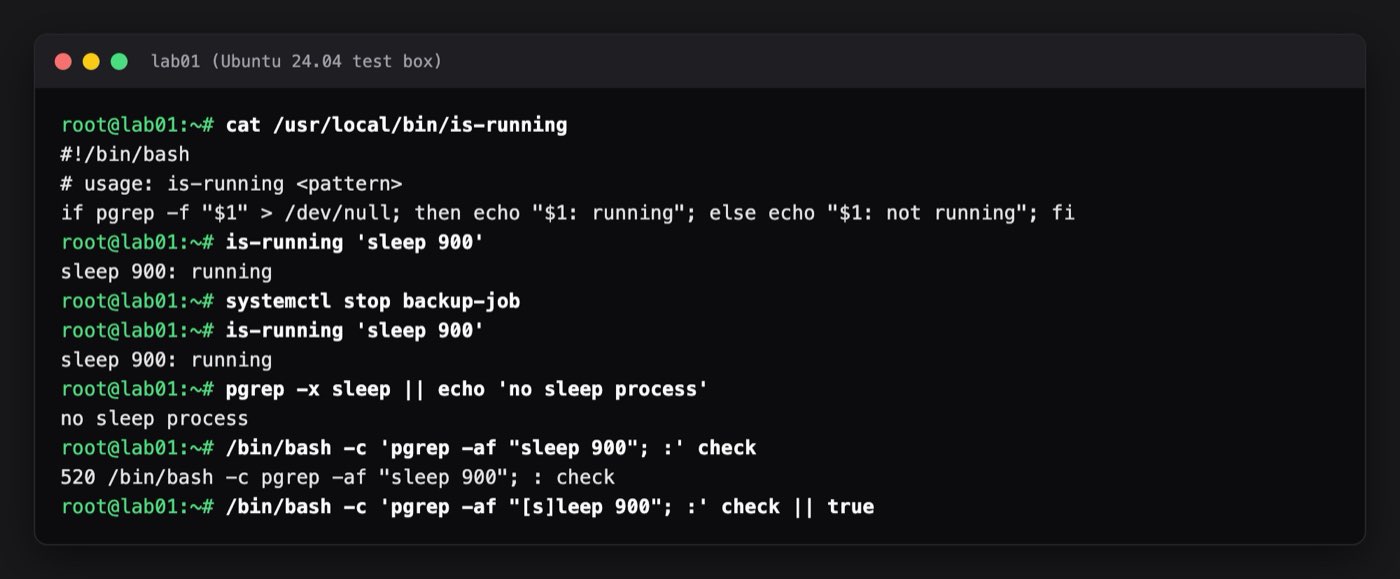 lab01 (Ubuntu 24.04 test box)
root@lab01:~# cat /usr/local/bin/is-running
#!/bin/bash
# usage: is-running <pattern>
if pgrep -f "$1" > /dev/null; then echo "$1: running"; else echo "$1: not running"; fi
root@lab01:~# is-running 'sleep 900'
sleep 900: running
root@lab01:~# systemctl stop backup-job
root@lab01:~# is-running 'sleep 900'
sleep 900: running
root@lab01:~# pgrep -x sleep || echo 'no sleep process'
no sleep process
root@lab01:~# /bin/bash -c 'pgrep -af "sleep 900"; :' check
520 /bin/bash -c pgrep -af "sleep 900"; : check
root@lab01:~# /bin/bash -c 'pgrep -af "[s]leep 900"; :' check || true